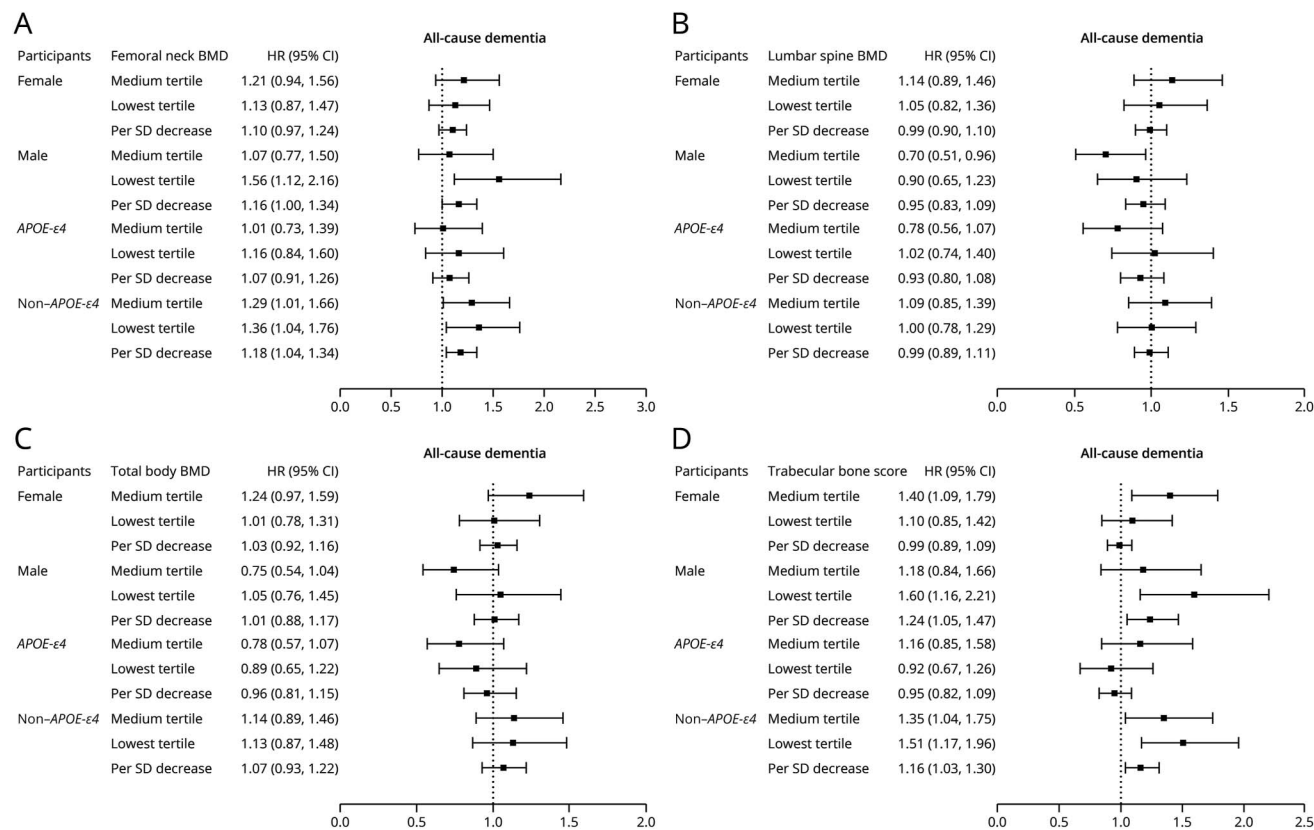 A
All-cause dementia
Participants Femoral neck BMD HR (95% CI)
Female Medium tertile 1.21 (0.94, 1.56)
Lowest tertile 1.13 (0.87, 1.47)
Per SD decrease 1.10 (0.97, 1.24)
Male Medium tertile 1.07 (0.77, 1.50)
Lowest tertile 1.56 (1.12, 2.16)
Per SD decrease 1.16 (1.00, 1.34)
APOE-ε4 Medium tertile 1.01 (0.73, 1.39)
Lowest tertile 1.16 (0.84, 1.60)
Per SD decrease 1.07 (0.91, 1.26)
Non–APOE-ε4 Medium tertile 1.29 (1.01, 1.66)
Lowest tertile 1.36 (1.04, 1.76)
Per SD decrease 1.18 (1.04, 1.34)
0.0 0.5 1.0 1.5 2.0 2.5 3.0
B
All-cause dementia
Participants Lumbar spine BMD HR (95% CI)
Female Medium tertile 1.14 (0.89, 1.46)
Lowest tertile 1.05 (0.82, 1.36)
Per SD decrease 0.99 (0.90, 1.10)
Male Medium tertile 0.70 (0.51, 0.96)
Lowest tertile 0.90 (0.65, 1.23)
Per SD decrease 0.95 (0.83, 1.09)
APOE-ε4 Medium tertile 0.78 (0.56, 1.07)
Lowest tertile 1.02 (0.74, 1.40)
Per SD decrease 0.93 (0.80, 1.08)
Non–APOE-ε4 Medium tertile 1.09 (0.85, 1.39)
Lowest tertile 1.00 (0.78, 1.29)
Per SD decrease 0.99 (0.89, 1.11)
0.0 0.5 1.0 1.5 2.0
C
All-cause dementia
Participants Total body BMD HR (95% CI)
Female Medium tertile 1.24 (0.97, 1.59)
Lowest tertile 1.01 (0.78, 1.31)
Per SD decrease 1.03 (0.92, 1.16)
Male Medium tertile 0.75 (0.54, 1.04)
Lowest tertile 1.05 (0.76, 1.45)
Per SD decrease 1.01 (0.88, 1.17)
APOE-ε4 Medium tertile 0.78 (0.57, 1.07)
Lowest tertile 0.89 (0.65, 1.22)
Per SD decrease 0.96 (0.81, 1.15)
Non–APOE-ε4 Medium tertile 1.14 (0.89, 1.46)
Lowest tertile 1.13 (0.87, 1.48)
Per SD decrease 1.07 (0.93, 1.22)
0.0 0.5 1.0 1.5 2.0
D
All-cause dementia
Participants Trabecular bone score HR (95% CI)
Female Medium tertile 1.40 (1.09, 1.79)
Lowest tertile 1.10 (0.85, 1.42)
Per SD decrease 0.99 (0.89, 1.09)
Male Medium tertile 1.18 (0.84, 1.66)
Lowest tertile 1.60 (1.16, 2.21)
Per SD decrease 1.24 (1.05, 1.47)
APOE-ε4 Medium tertile 1.16 (0.85, 1.58)
Lowest tertile 0.92 (0.67, 1.26)
Per SD decrease 0.95 (0.82, 1.09)
Non–APOE-ε4 Medium tertile 1.35 (1.04, 1.75)
Lowest tertile 1.51 (1.17, 1.96)
Per SD decrease 1.16 (1.03, 1.30)
0.0 0.5 1.0 1.5 2.0 2.5